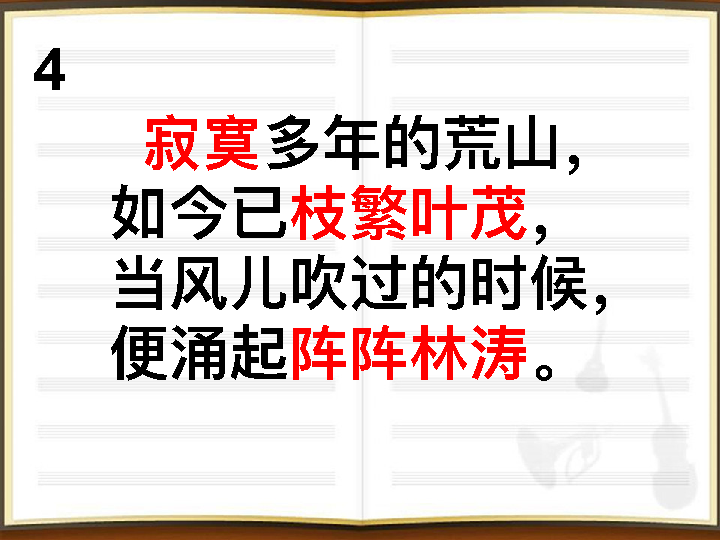 4
寂寞多年的荒山，
如今已枝繁叶茂，
当风儿吹过的时候，
便涌起阵阵林涛。